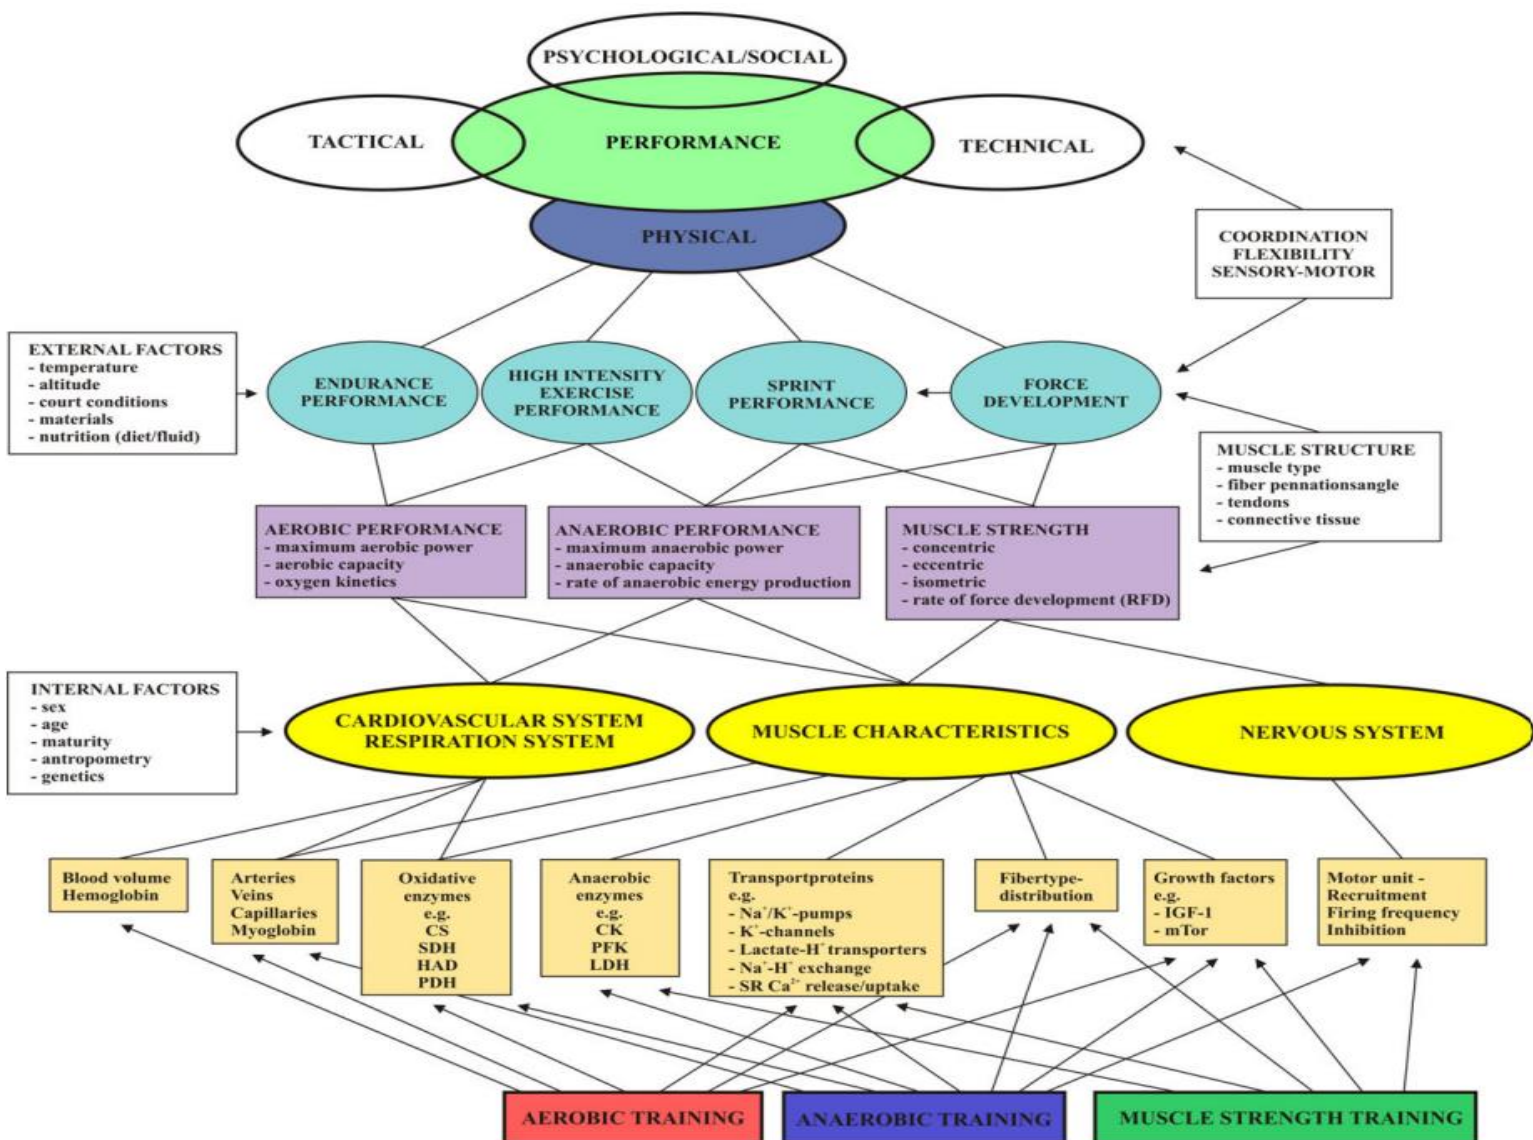 PSYCHOLOGICAL/SOCIAL
TACTICAL
PERFORMANCE
TECHNICAL
PHYSICAL
COORDINATION
FLEXIBILITY
SENSORY-MOTOR
EXTERNAL FACTORS
- temperature
- altitude
- court conditions
- materials
- nutrition (diet/fluid)
ENDURANCE
PERFORMANCE
HIGH INTENSITY
EXERCISE
PERFORMANCE
SPRINT
PERFORMANCE
FORCE
DEVELOPMENT
MUSCLE STRUCTURE
- muscle type
- fiber pennationsangle
- tendons
- connective tissue
AEROBIC PERFORMANCE
- maximum aerobic power
- aerobic capacity
- oxygen kinetics
ANAEROBIC PERFORMANCE
- maximum anaerobic power
- anaerobic capacity
- rate of anaerobic energy production
MUSCLE STRENGTH
- concentric
- eccentric
- isometric
- rate of force development (RFD)
INTERNAL FACTORS
- sex
- age
- maturity
- antropometry
- genetics
CARDIOVASCULAR SYSTEM
RESPIRATION SYSTEM
MUSCLE CHARACTERISTICS
NERVOUS SYSTEM
Blood volume
Hemoglobin
Arteries
Veins
Capillaries
Myoglobin
Oxidative
enzymes
e.g.
CS
SDH
HAD
PDH
Anaerobic
enzymes
e.g.
CK
PFK
LDH
Transportproteins
e.g.
- Na⁺/K⁺-pumps
- K⁺-channels
- Lactate-H⁺ transporters
- Na⁺-H⁺ exchange
- SR Ca²⁺ release/uptake
Fibertype-
distribution
Growth factors
e.g.
- IGF-1
- mTor
Motor unit -
Recruitment
Firing frequency
Inhibition
AEROBIC TRAINING
ANAEROBIC TRAINING
MUSCLE STRENGTH TRAINING